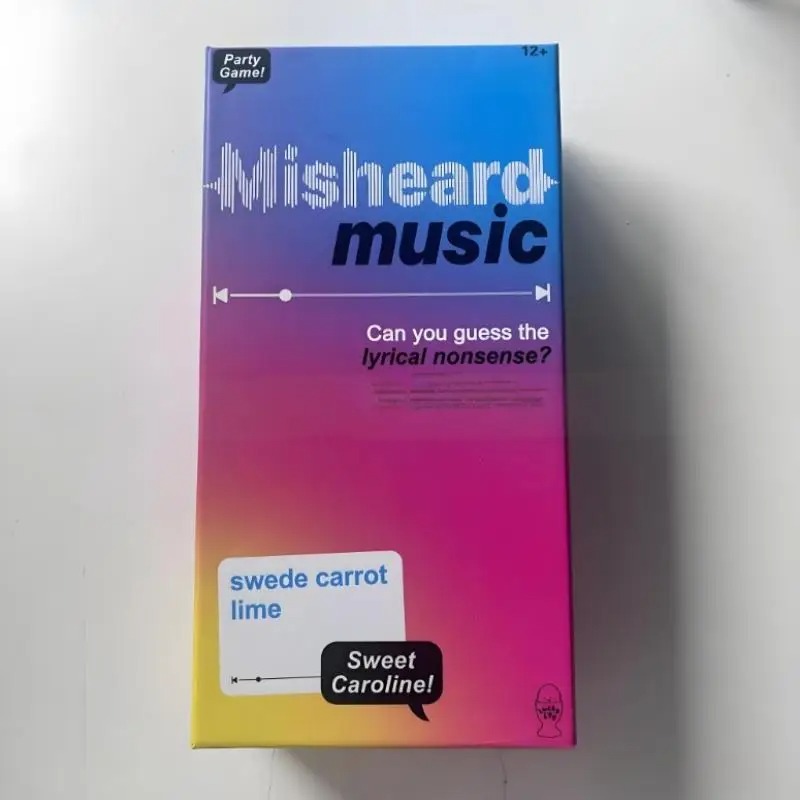 Party
Game!
12+
Misheard
music
Can you guess the
lyrical nonsense?
swede carrot
lime
Sweet
Caroline!